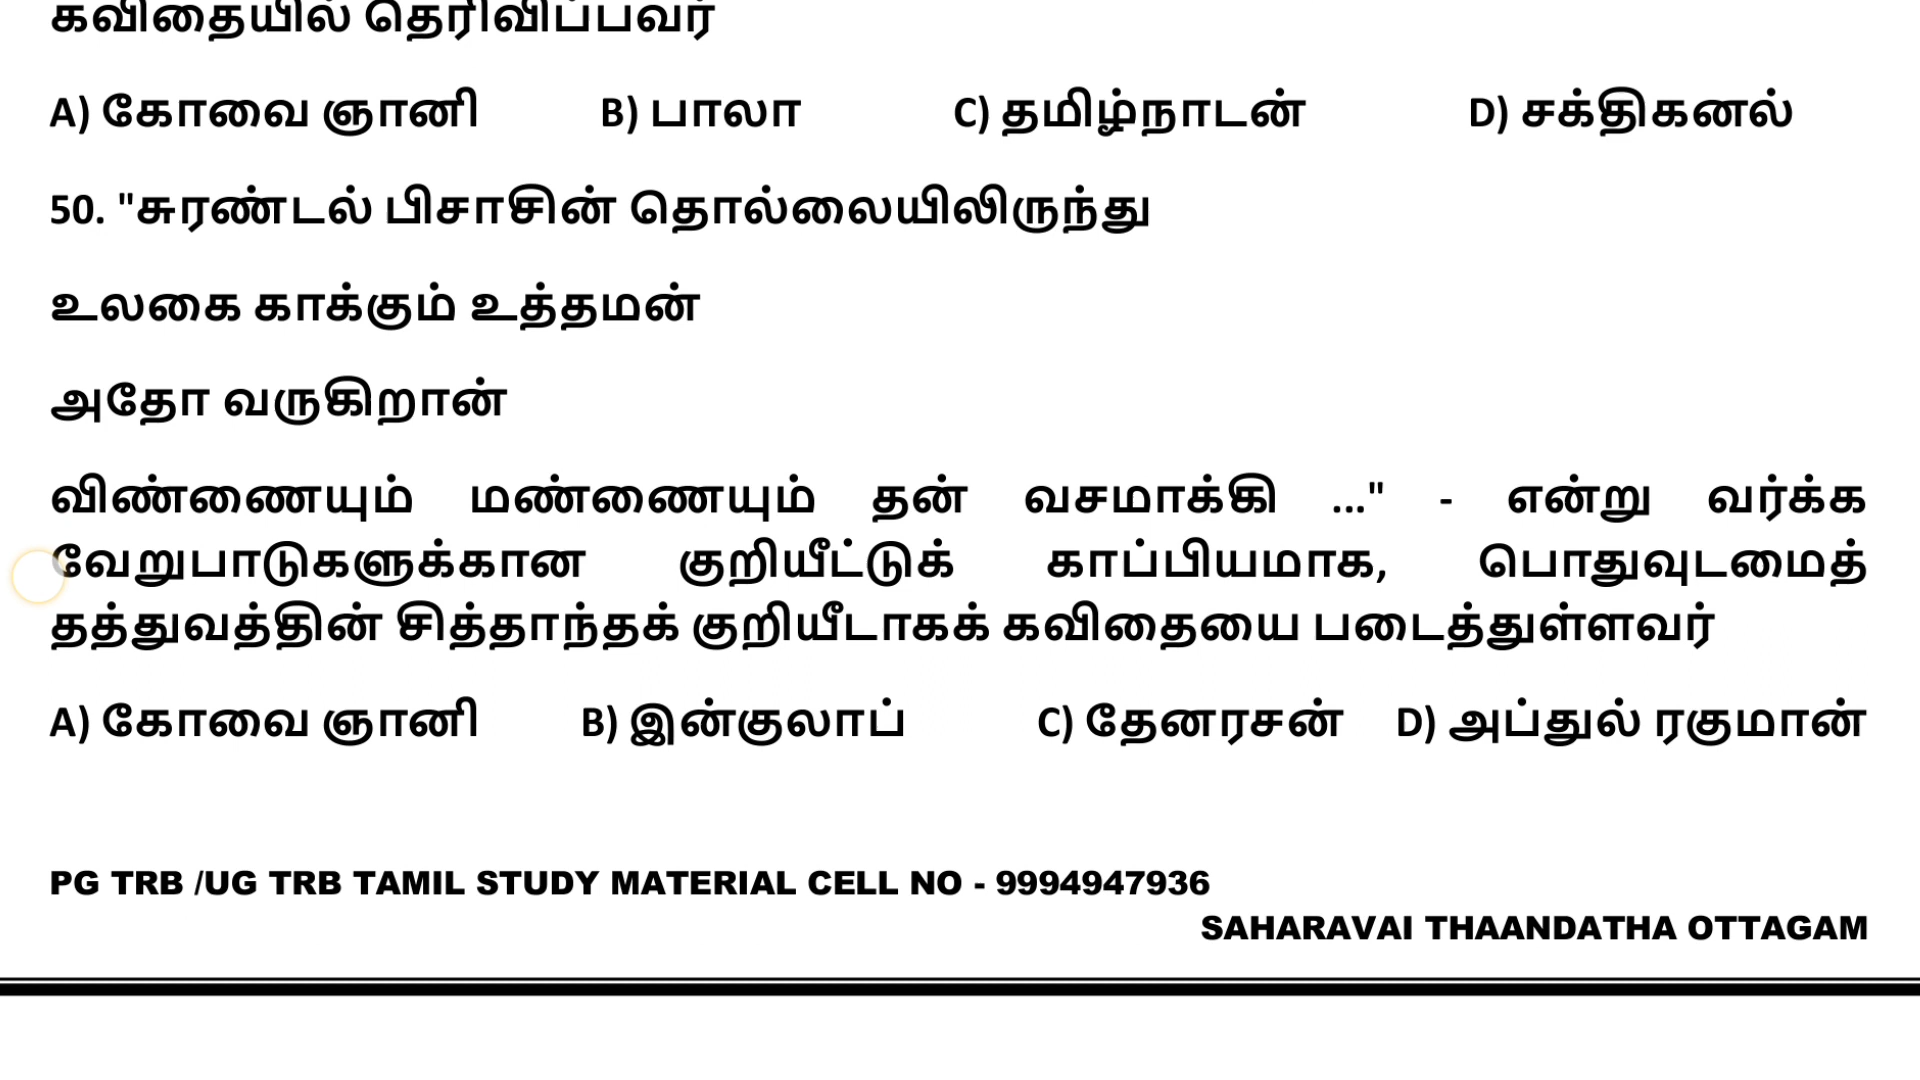 கவிதையில் தெரிவிப்பவர்
A) கோவை ஞானி B) பாலா C) தமிழ்நாடன் D) சக்திகனல்
50. "சுரண்டல் பிசாசின் தொல்லையிலிருந்து
உலகை காக்கும் உத்தமன்
அதோ வருகிறான்
விண்ணையும் மண்ணையும் தன் வசமாக்கி ..." - என்று வர்க்க
வேறுபாடுகளுக்கான குறியீட்டுக் காப்பியமாக, பொதுவுடமைத்
தத்துவத்தின் சித்தாந்தக் குறியீடாகக் கவிதையை படைத்துள்ளவர்
A) கோவை ஞானி B) இன்குலாப் C) தேனரசன் D) அப்துல் ரகுமான்
PG TRB /UG TRB TAMIL STUDY MATERIAL CELL NO - 9994947936
SAHARAVAI THAANDATHA OTTAGAM